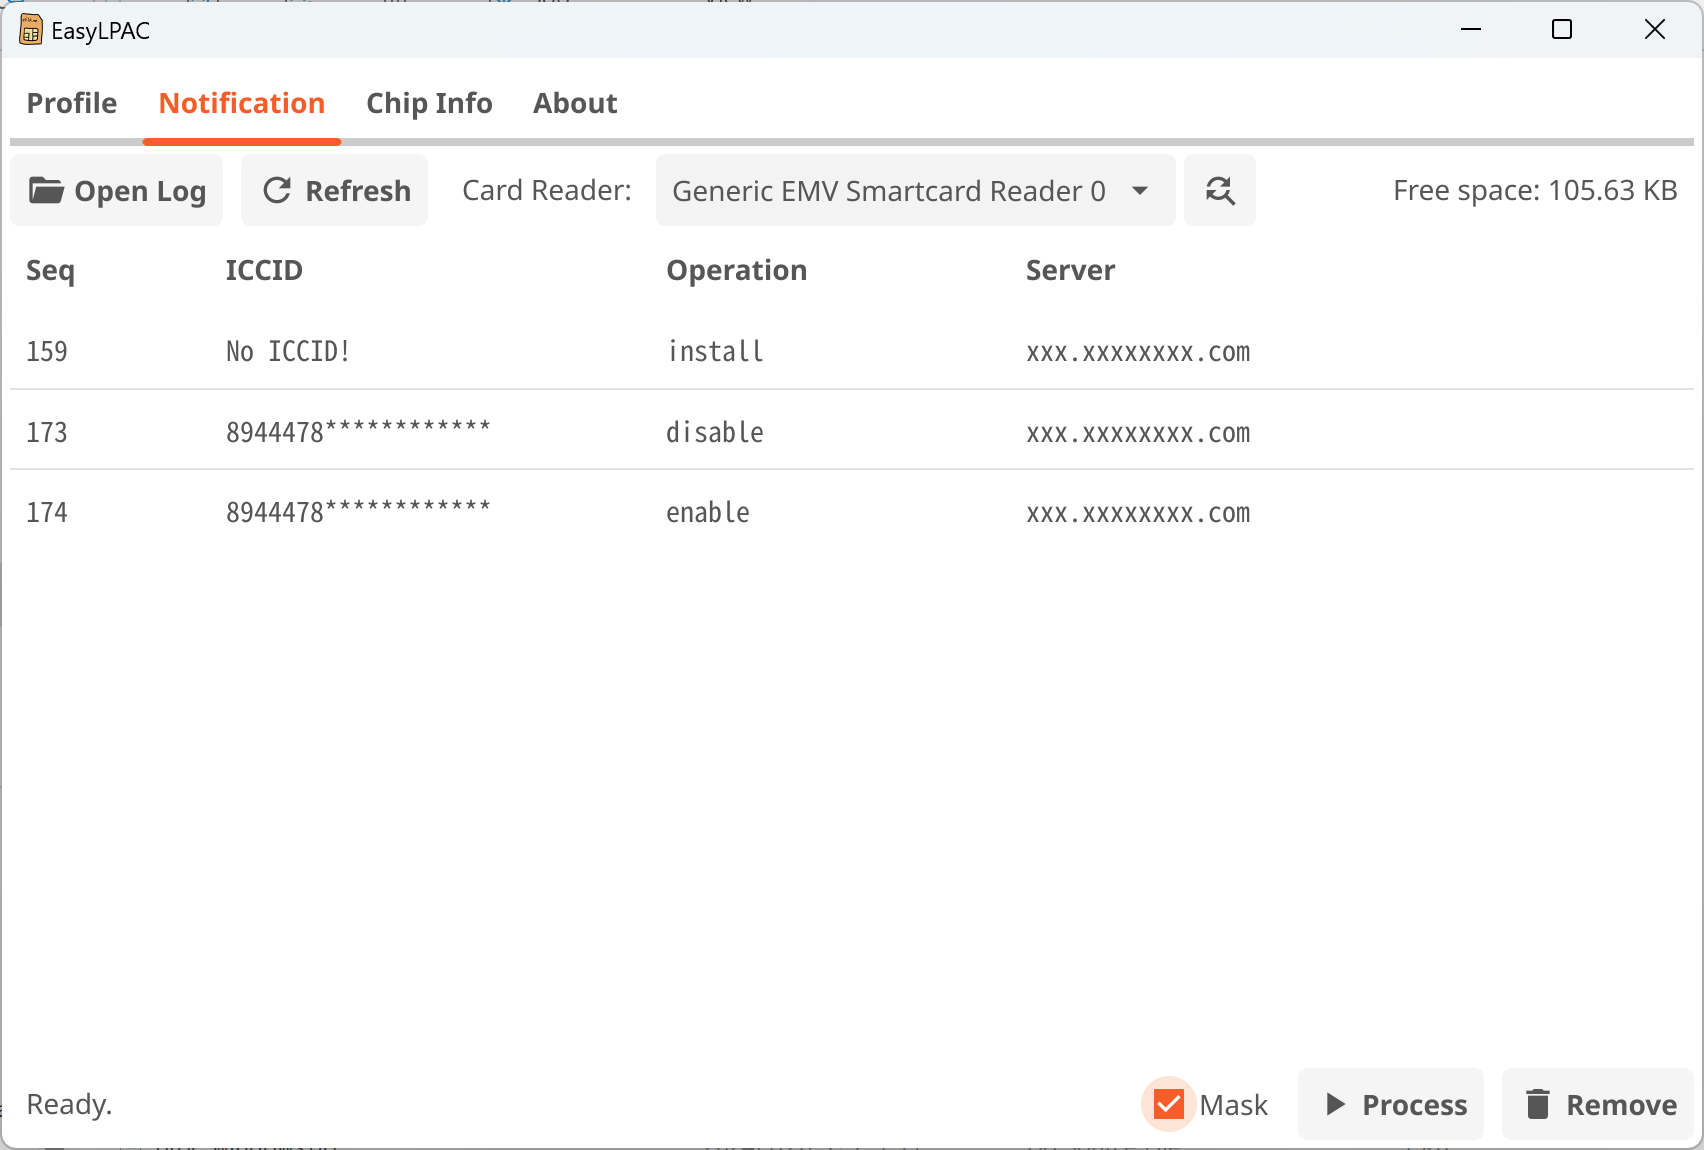 EasyLPAC
Profile Notification Chip Info About
Open Log Refresh Card Reader: Generic EMV Smartcard Reader 0 Free space: 105.63 KB
Seq ICCID Operation Server
159 No ICCID! install xxx.xxxxxxxx.com
173 8944478************ disable xxx.xxxxxxxx.com
174 8944478************ enable xxx.xxxxxxxx.com
Ready. Mask Process Remove